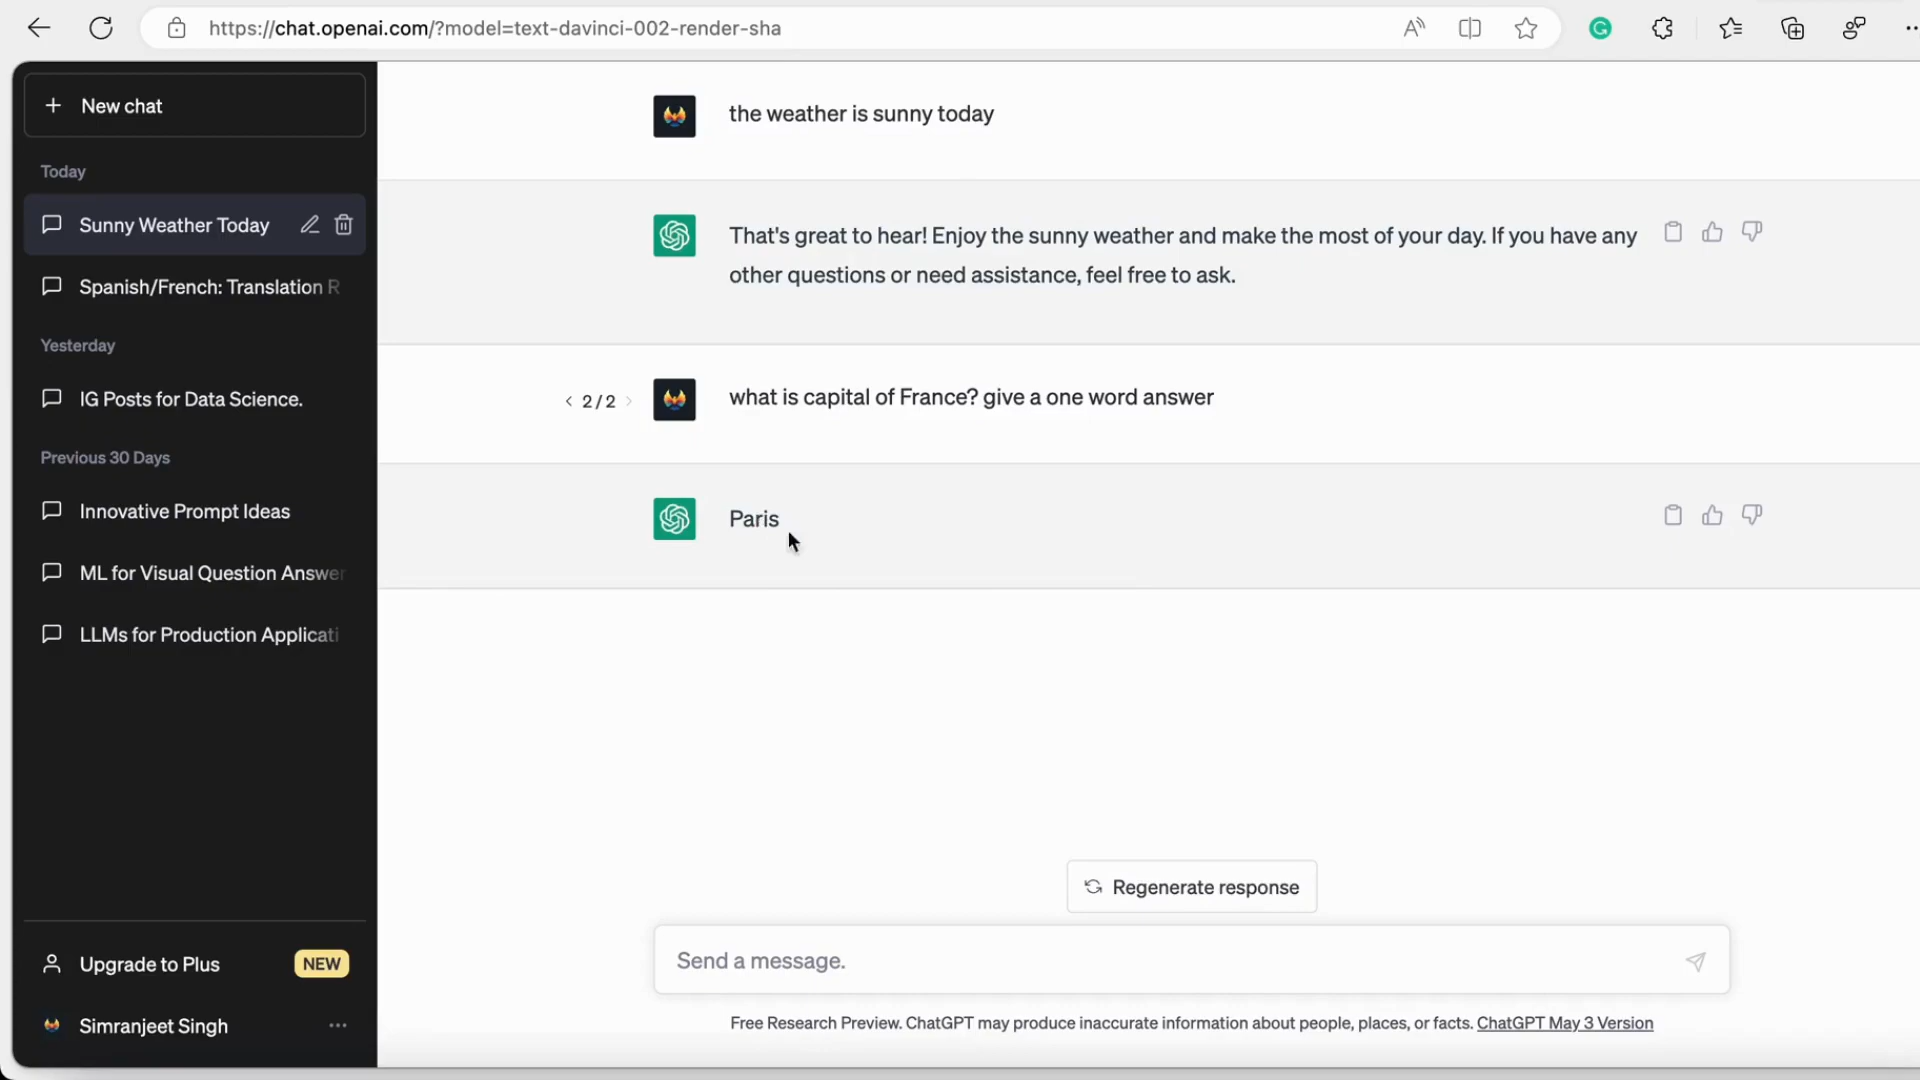 https://chat.openai.com/?model=text-davinci-002-render-sha
New chat
Today
Sunny Weather Today
Spanish/French: Translation R
Yesterday
IG Posts for Data Science.
Previous 30 Days
Innovative Prompt Ideas
ML for Visual Question Answer
LLMs for Production Applicati
Upgrade to Plus NEW
Simranjeet Singh
the weather is sunny today
That's great to hear! Enjoy the sunny weather and make the most of your day. If you have any
other questions or need assistance, feel free to ask.
2 / 2
what is capital of France? give a one word answer
Paris
Regenerate response
Send a message.
Free Research Preview. ChatGPT may produce inaccurate information about people, places, or facts. ChatGPT May 3 Version